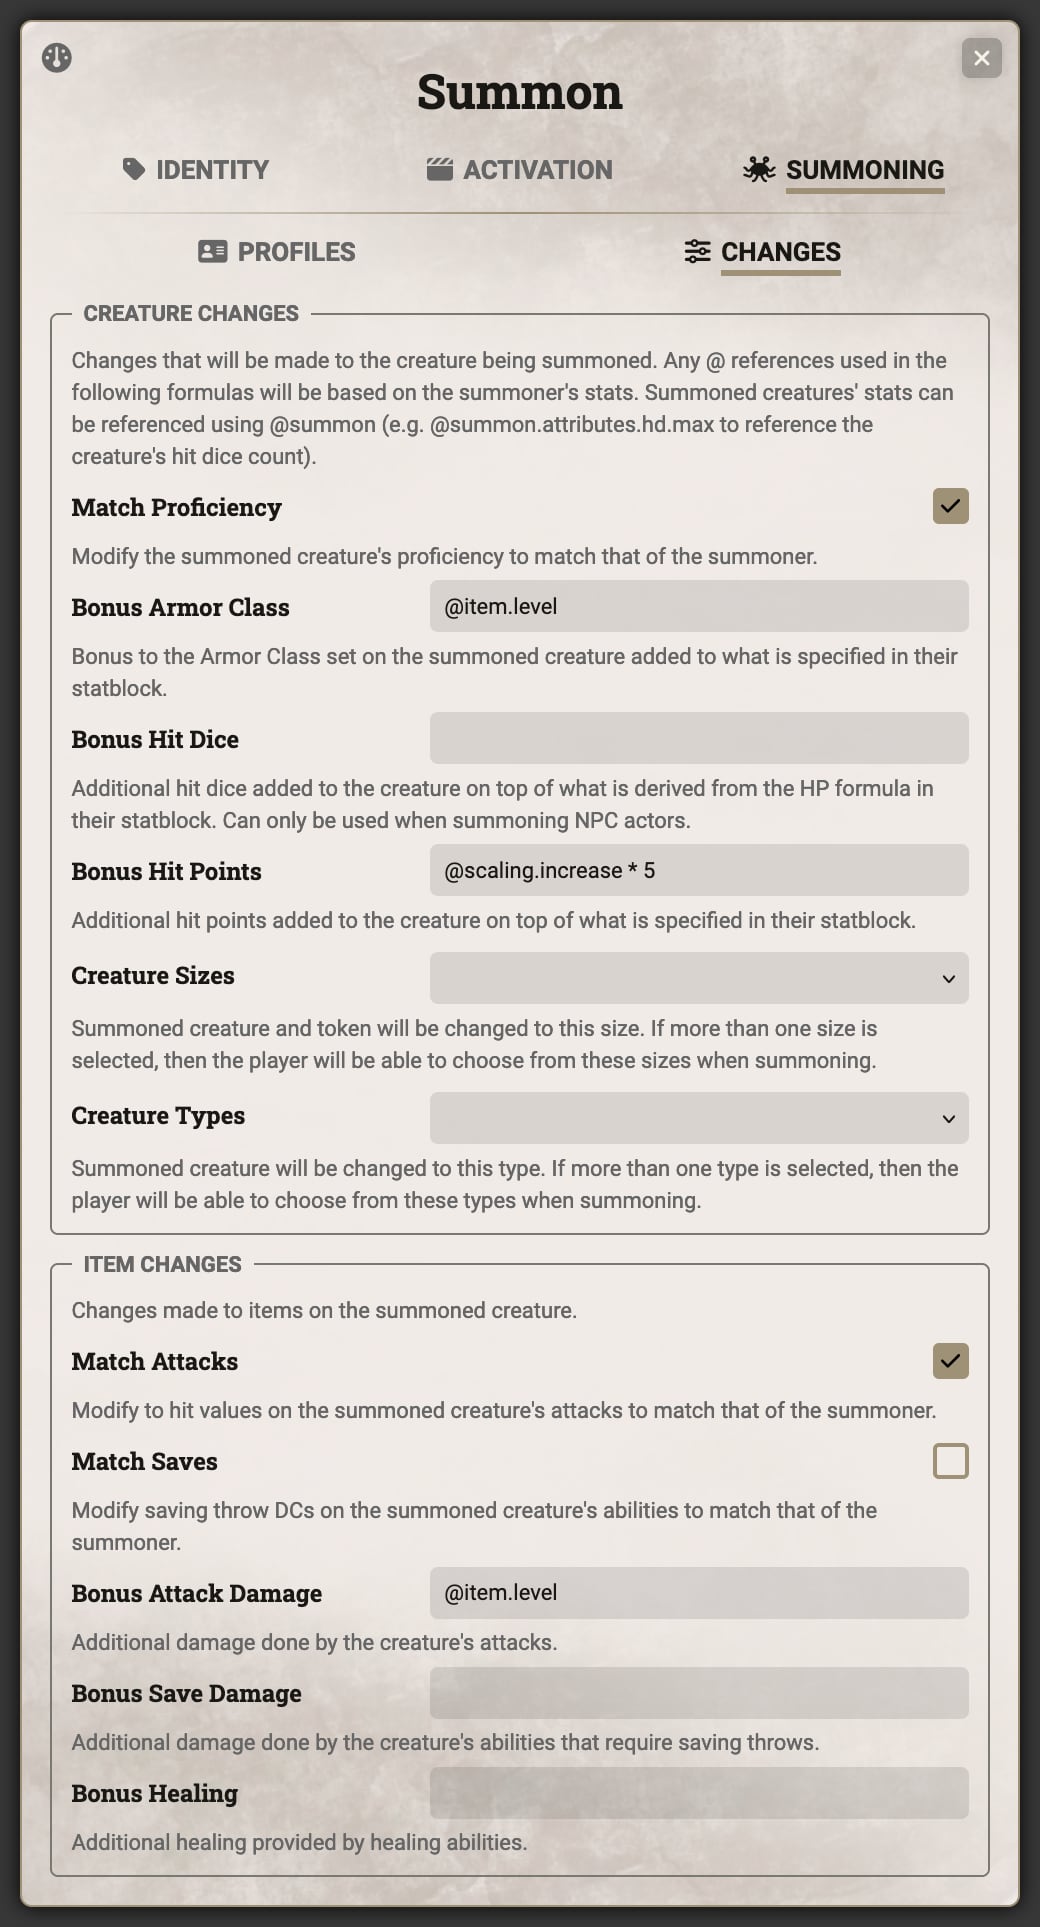 Summon
IDENTITY
ACTIVATION
SUMMONING
PROFILES
CHANGES
CREATURE CHANGES
Changes that will be made to the creature being summoned. Any @ references used in the
following formulas will be based on the summoner's stats. Summoned creatures' stats can
be referenced using @summon (e.g. @summon.attributes.hd.max to reference the
creature's hit dice count).
Match Proficiency
Modify the summoned creature's proficiency to match that of the summoner.
Bonus Armor Class
@item.level
Bonus to the Armor Class set on the summoned creature added to what is specified in their
statblock.
Bonus Hit Dice
Additional hit dice added to the creature on top of what is derived from the HP formula in
their statblock. Can only be used when summoning NPC actors.
Bonus Hit Points
@scaling.increase * 5
Additional hit points added to the creature on top of what is specified in their statblock.
Creature Sizes
Summoned creature and token will be changed to this size. If more than one size is
selected, then the player will be able to choose from these sizes when summoning.
Creature Types
Summoned creature will be changed to this type. If more than one type is selected, then the
player will be able to choose from these types when summoning.
ITEM CHANGES
Changes made to items on the summoned creature.
Match Attacks
Modify to hit values on the summoned creature's attacks to match that of the summoner.
Match Saves
Modify saving throw DCs on the summoned creature's abilities to match that of the
summoner.
Bonus Attack Damage
@item.level
Additional damage done by the creature's attacks.
Bonus Save Damage
Additional damage done by the creature's abilities that require saving throws.
Bonus Healing
Additional healing provided by healing abilities.